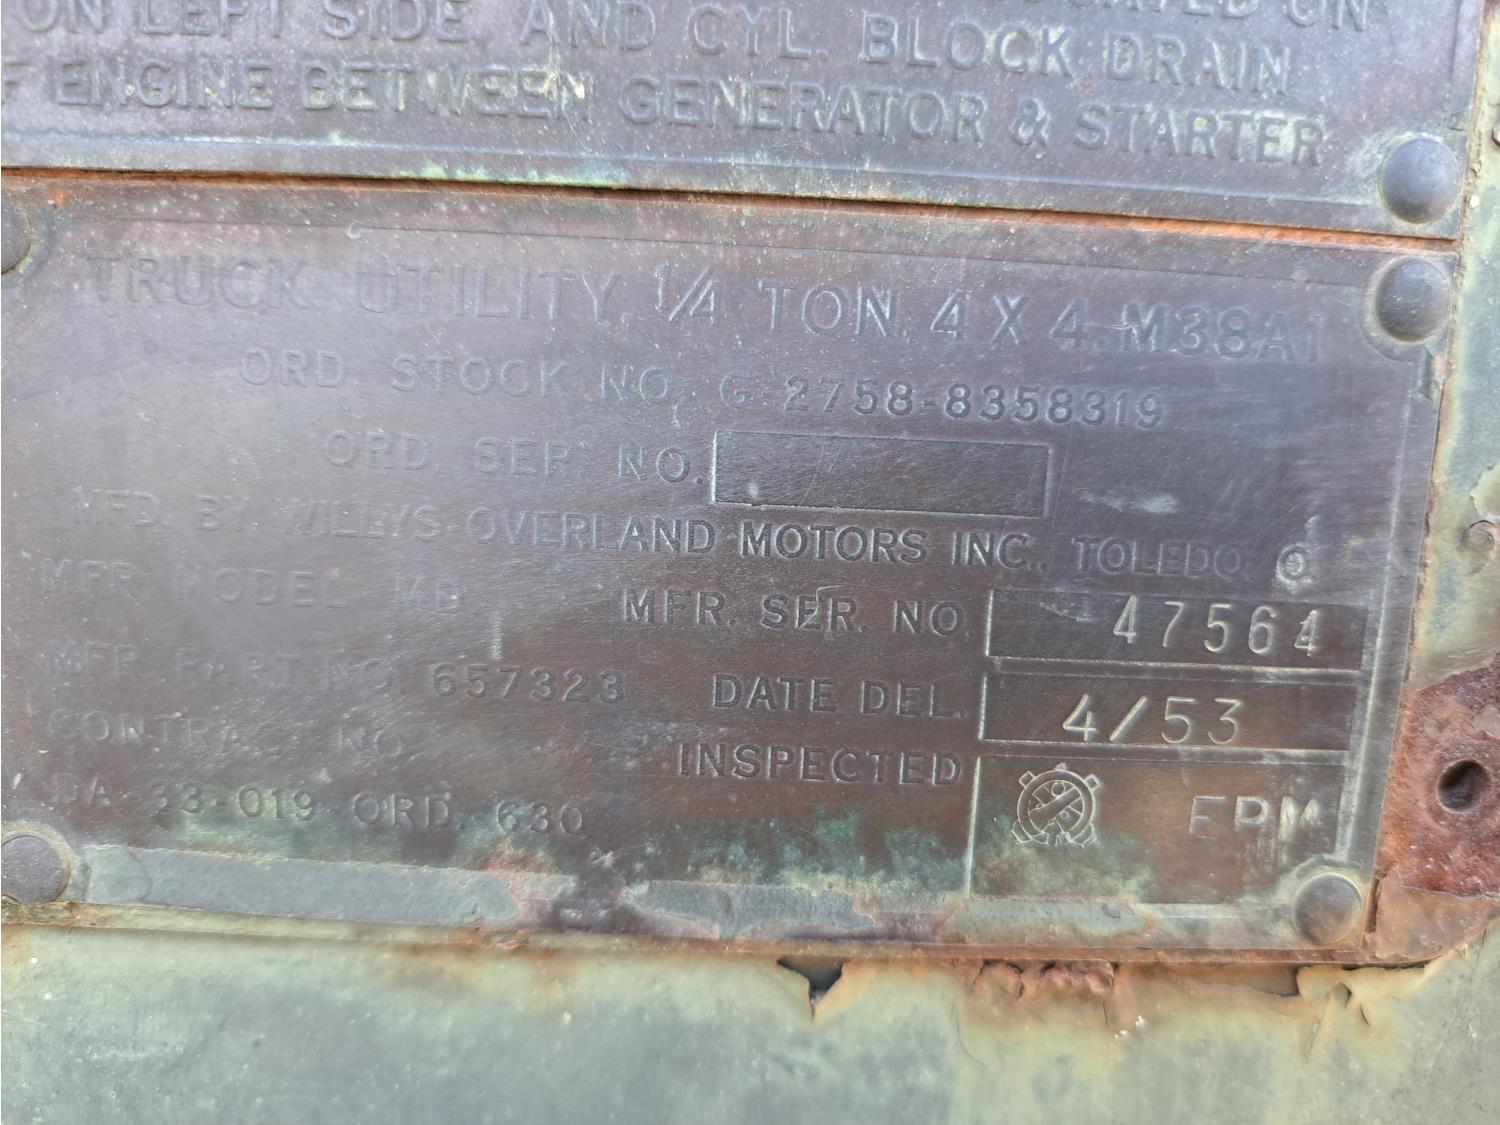 ON
ON LEFT SIDE, AND CYL. BLOCK DRAIN
F ENGINE BETWEEN GENERATOR & STARTER
TRUCK, UTILITY, 1/4 TON, 4 X 4, M38A1
ORD. STOCK NO. G-2758-8358319
ORD. SER. NO.
MFD. BY WILLYS-OVERLAND MOTORS INC., TOLEDO, O.
MFR MODEL MD MFR. SER. NO. 47564
MFR. PART NO. 657323 DATE DEL. 4/53
CONTRACT NO. INSPECTED
DA-33-019-ORD.-630